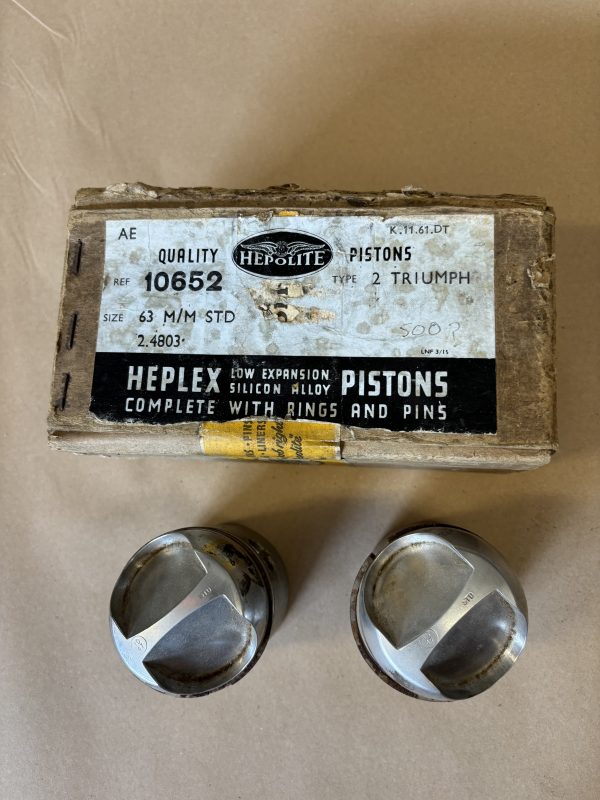 AE
K.11.61.DT
QUALITY HEPOLITE PISTONS
REF 10652
TYPE 2 TRIUMPH
SIZE 63 M/M STD
2.4803"
500?
LNF 3/15
HEPLEX LOW EXPANSION SILICON ALLOY PISTONS
COMPLETE WITH RINGS AND PINS
STD
STD